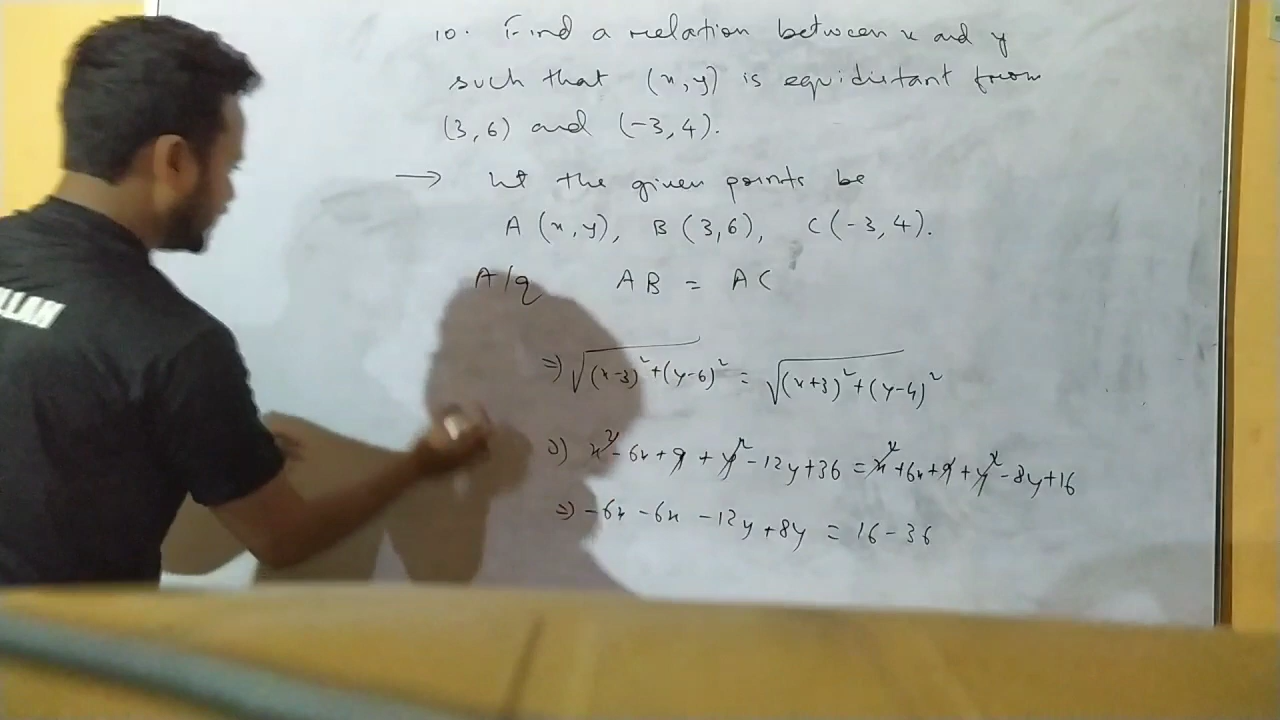 10. Find a relation between x and y
such that (x,y) is equidistant from
(3,6) and (-3,4).
→ let the given points be
A (x,y), B (3,6), C (-3,4).
A/q AB = AC
⇒ √(x-3)²+(y-6)² = √(x+3)²+(y-4)²
⇒ x²-6x+9+y²-12y+36 = x²+6x+9+y²-8y+16
⇒ -6x-6x-12y+8y = 16-36